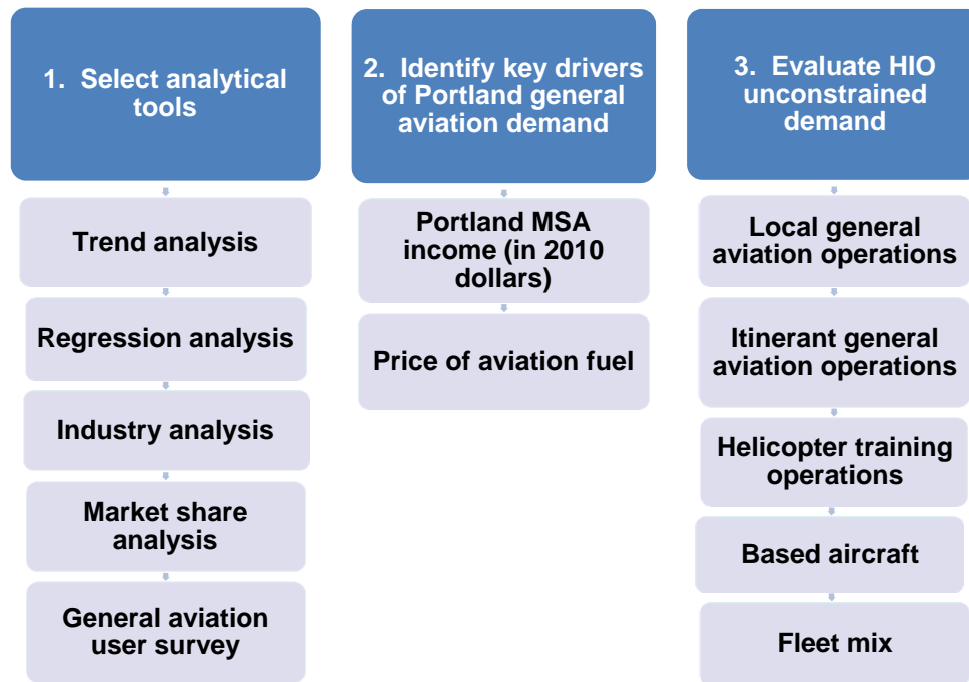 1. Select analytical
tools
Trend analysis
Regression analysis
Industry analysis
Market share
analysis
General aviation
user survey
2. Identify key drivers
of Portland general
aviation demand
Portland MSA
income (in 2010
dollars)
Price of aviation fuel
3. Evaluate HIO
unconstrained
demand
Local general
aviation operations
Itinerant general
aviation operations
Helicopter training
operations
Based aircraft
Fleet mix